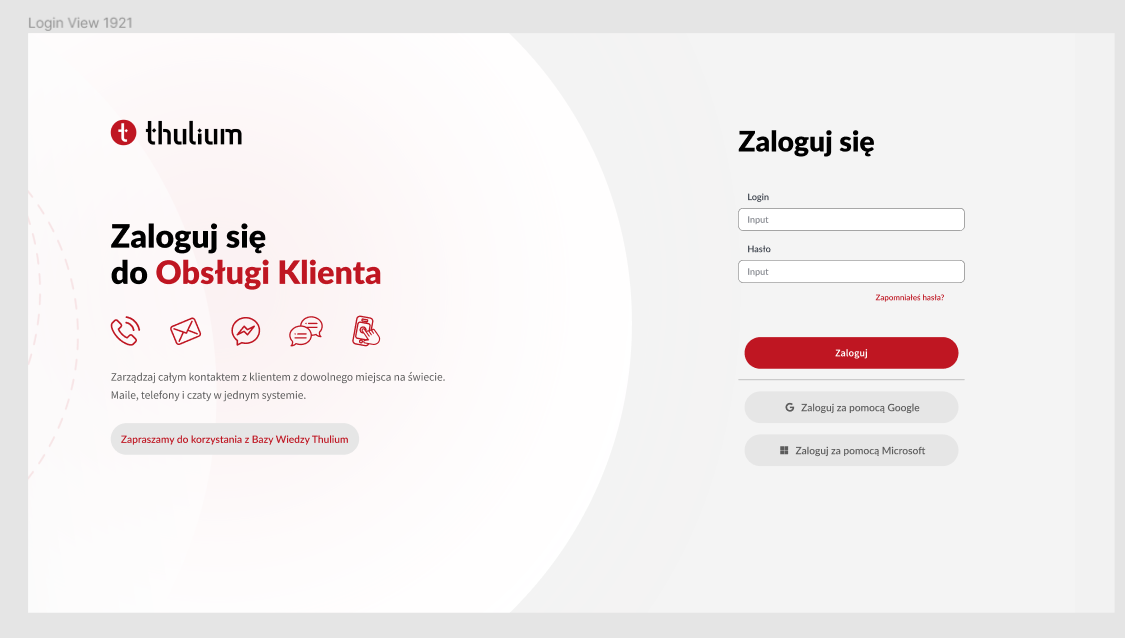 Login View 1921
thulium
Zaloguj się
do Obsługi Klienta
Zarządzaj całym kontaktem z klientem z dowolnego miejsca na świecie.
Maile, telefony i czaty w jednym systemie.
Zapraszamy do korzystania z Bazy Wiedzy Thulium
Zaloguj się
Login
Input
Hasło
Input
Zapomniałeś hasła?
Zaloguj
Zaloguj za pomocą Google
Zaloguj za pomocą Microsoft